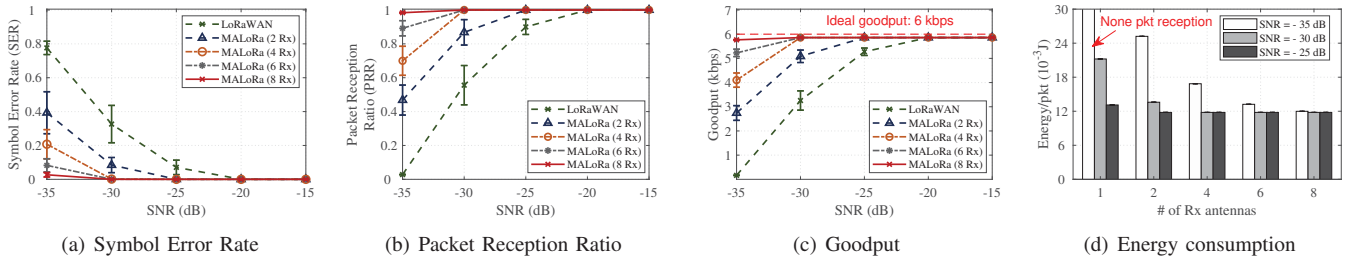 Symbol Error Rate (SER)
1
0.8
0.6
0.4
0.2
0
-35
-30
-25
-20
-15
SNR (dB)
LoRaWAN
MALoRa (2 Rx)
MALoRa (4 Rx)
MALoRa (6 Rx)
MALoRa (8 Rx)
(a) Symbol Error Rate
Packet Reception
Ratio (PRR)
1
0.8
0.6
0.4
0.2
0
-35
-30
-25
-20
-15
SNR (dB)
LoRaWAN
MALoRa (2 Rx)
MALoRa (4 Rx)
MALoRa (6 Rx)
MALoRa (8 Rx)
(b) Packet Reception Ratio
Goodput (kbps)
7
6
5
4
3
2
1
Ideal goodput: 6 kbps
-35
-30
-25
-20
-15
SNR (dB)
LoRaWAN
MALoRa (2 Rx)
MALoRa (4 Rx)
MALoRa (6 Rx)
MALoRa (8 Rx)
(c) Goodput
Energy/pkt (10⁻³J)
30
24
18
12
6
0
None pkt reception
SNR = - 35 dB
SNR = - 30 dB
SNR = - 25 dB
1
2
4
6
8
# of Rx antennas
(d) Energy consumption